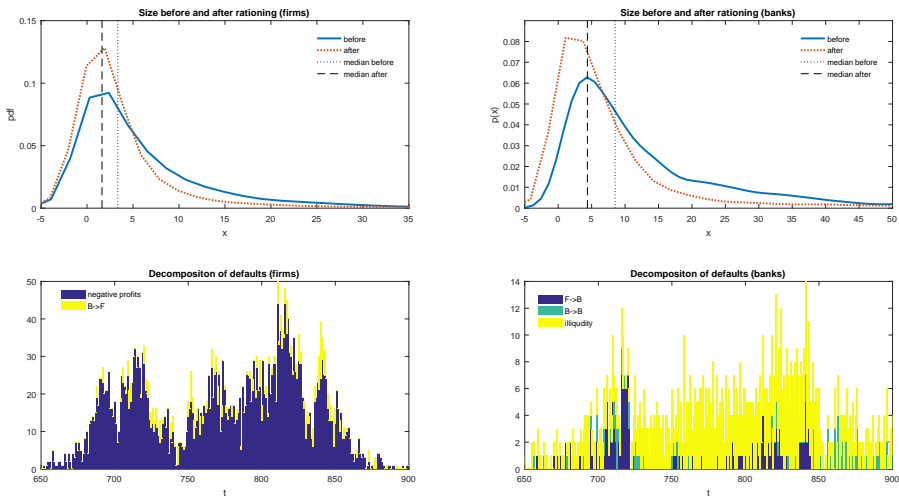 Size before and after rationing (firms)
0.15
0.1
0.05
0
pdf
-5 0 5 10 15 20 25 30 35
x
before
after
median before
median after
Size before and after rationing (banks)
0.08
0.07
0.06
0.05
0.04
0.03
0.02
0.01
0
p(x)
-5 0 5 10 15 20 25 30 35 40 45 50
x
before
after
median before
median after
Decompositon of defaults (firms)
50
40
30
20
10
0
650 700 750 800 850 900
t
negative profits
B->F
Decompositon of defaults (banks)
14
12
10
8
6
4
2
0
650 700 750 800 850 900
t
F->B
B->B
illiqudity